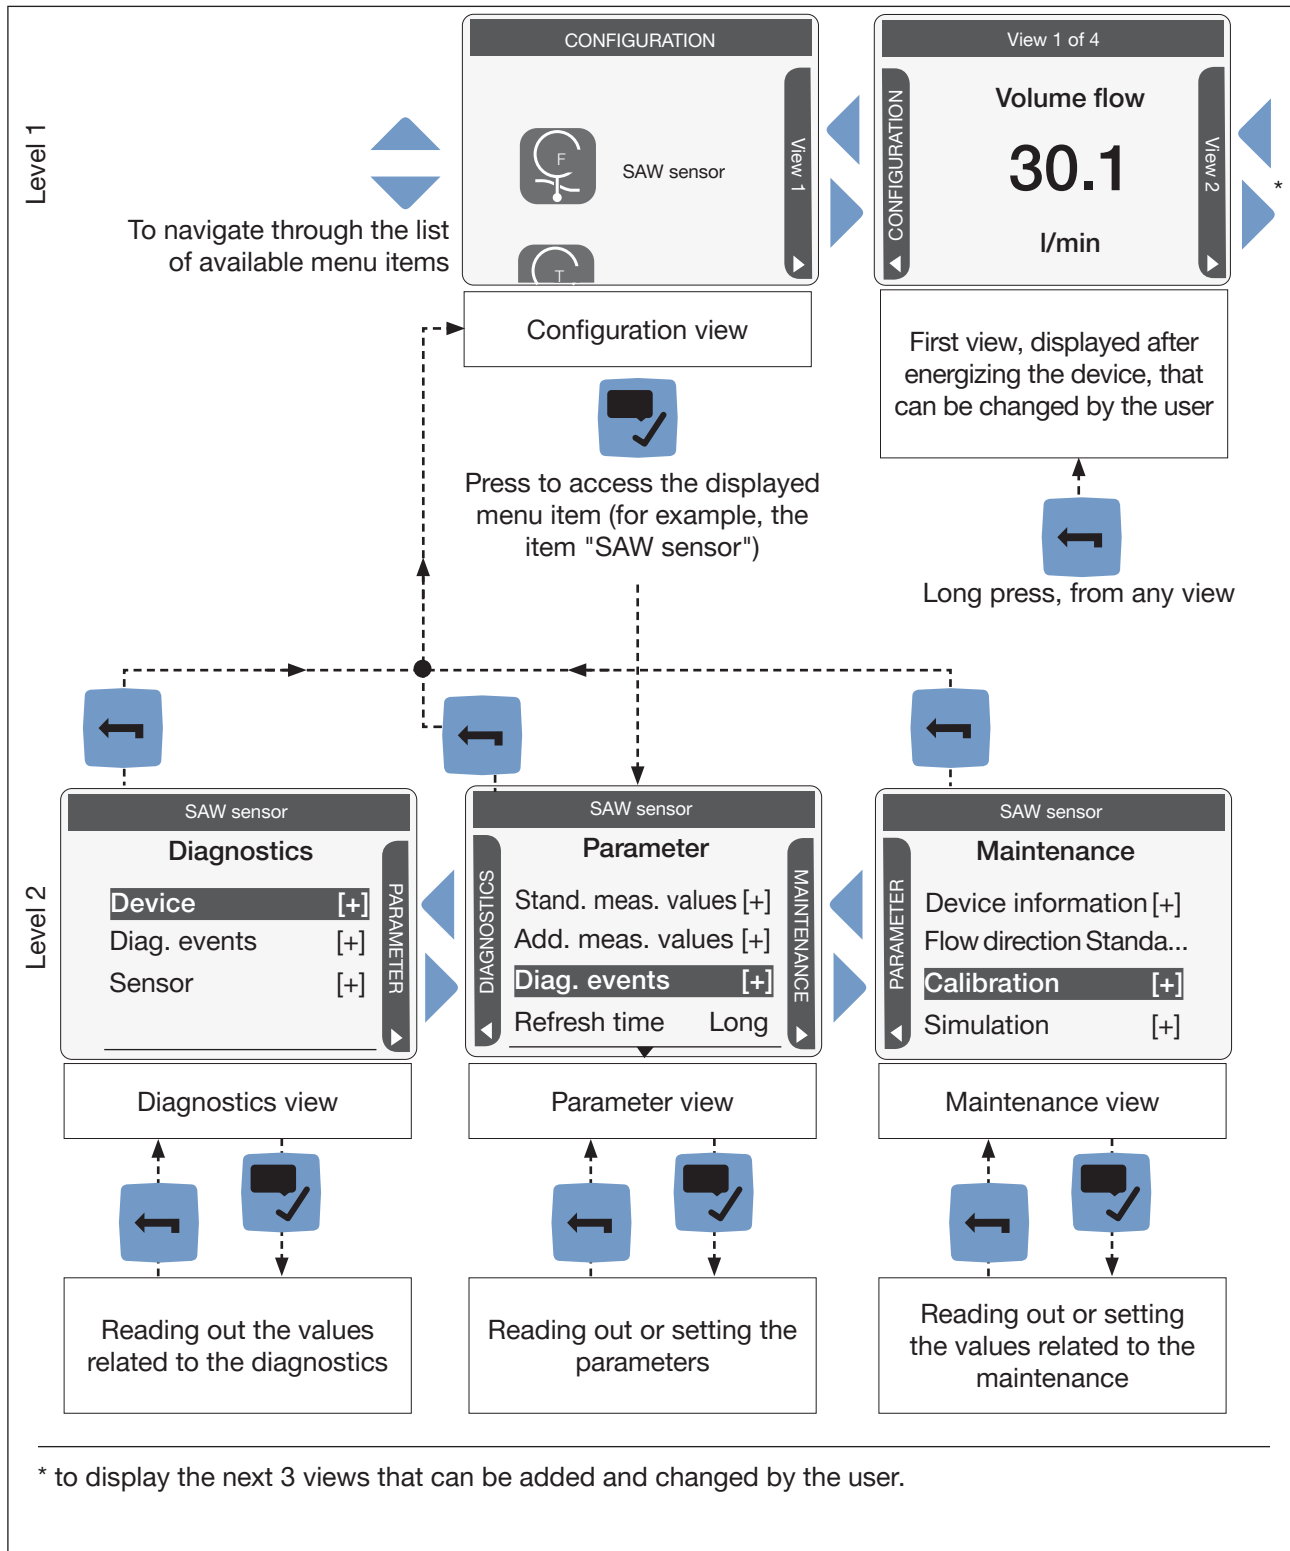 Level 1
CONFIGURATION
F
SAW sensor
T
View 1
To navigate through the list
of available menu items
Configuration view
Press to access the displayed
menu item (for example, the
item "SAW sensor")
View 1 of 4
CONFIGURATION
Volume flow
30.1
l/min
View 2
*
First view, displayed after
energizing the device, that
can be changed by the user
Long press, from any view
Level 2
SAW sensor
Diagnostics
Device [+]
Diag. events [+]
Sensor [+]
PARAMETER
Diagnostics view
Reading out the values
related to the diagnostics
SAW sensor
DIAGNOSTICS
Parameter
Stand. meas. values [+]
Add. meas. values [+]
Diag. events [+]
Refresh time Long
MAINTENANCE
Parameter view
Reading out or setting the
parameters
SAW sensor
PARAMETER
Maintenance
Device information [+]
Flow direction Standa...
Calibration [+]
Simulation [+]
Maintenance view
Reading out or setting
the values related to the
maintenance
* to display the next 3 views that can be added and changed by the user.